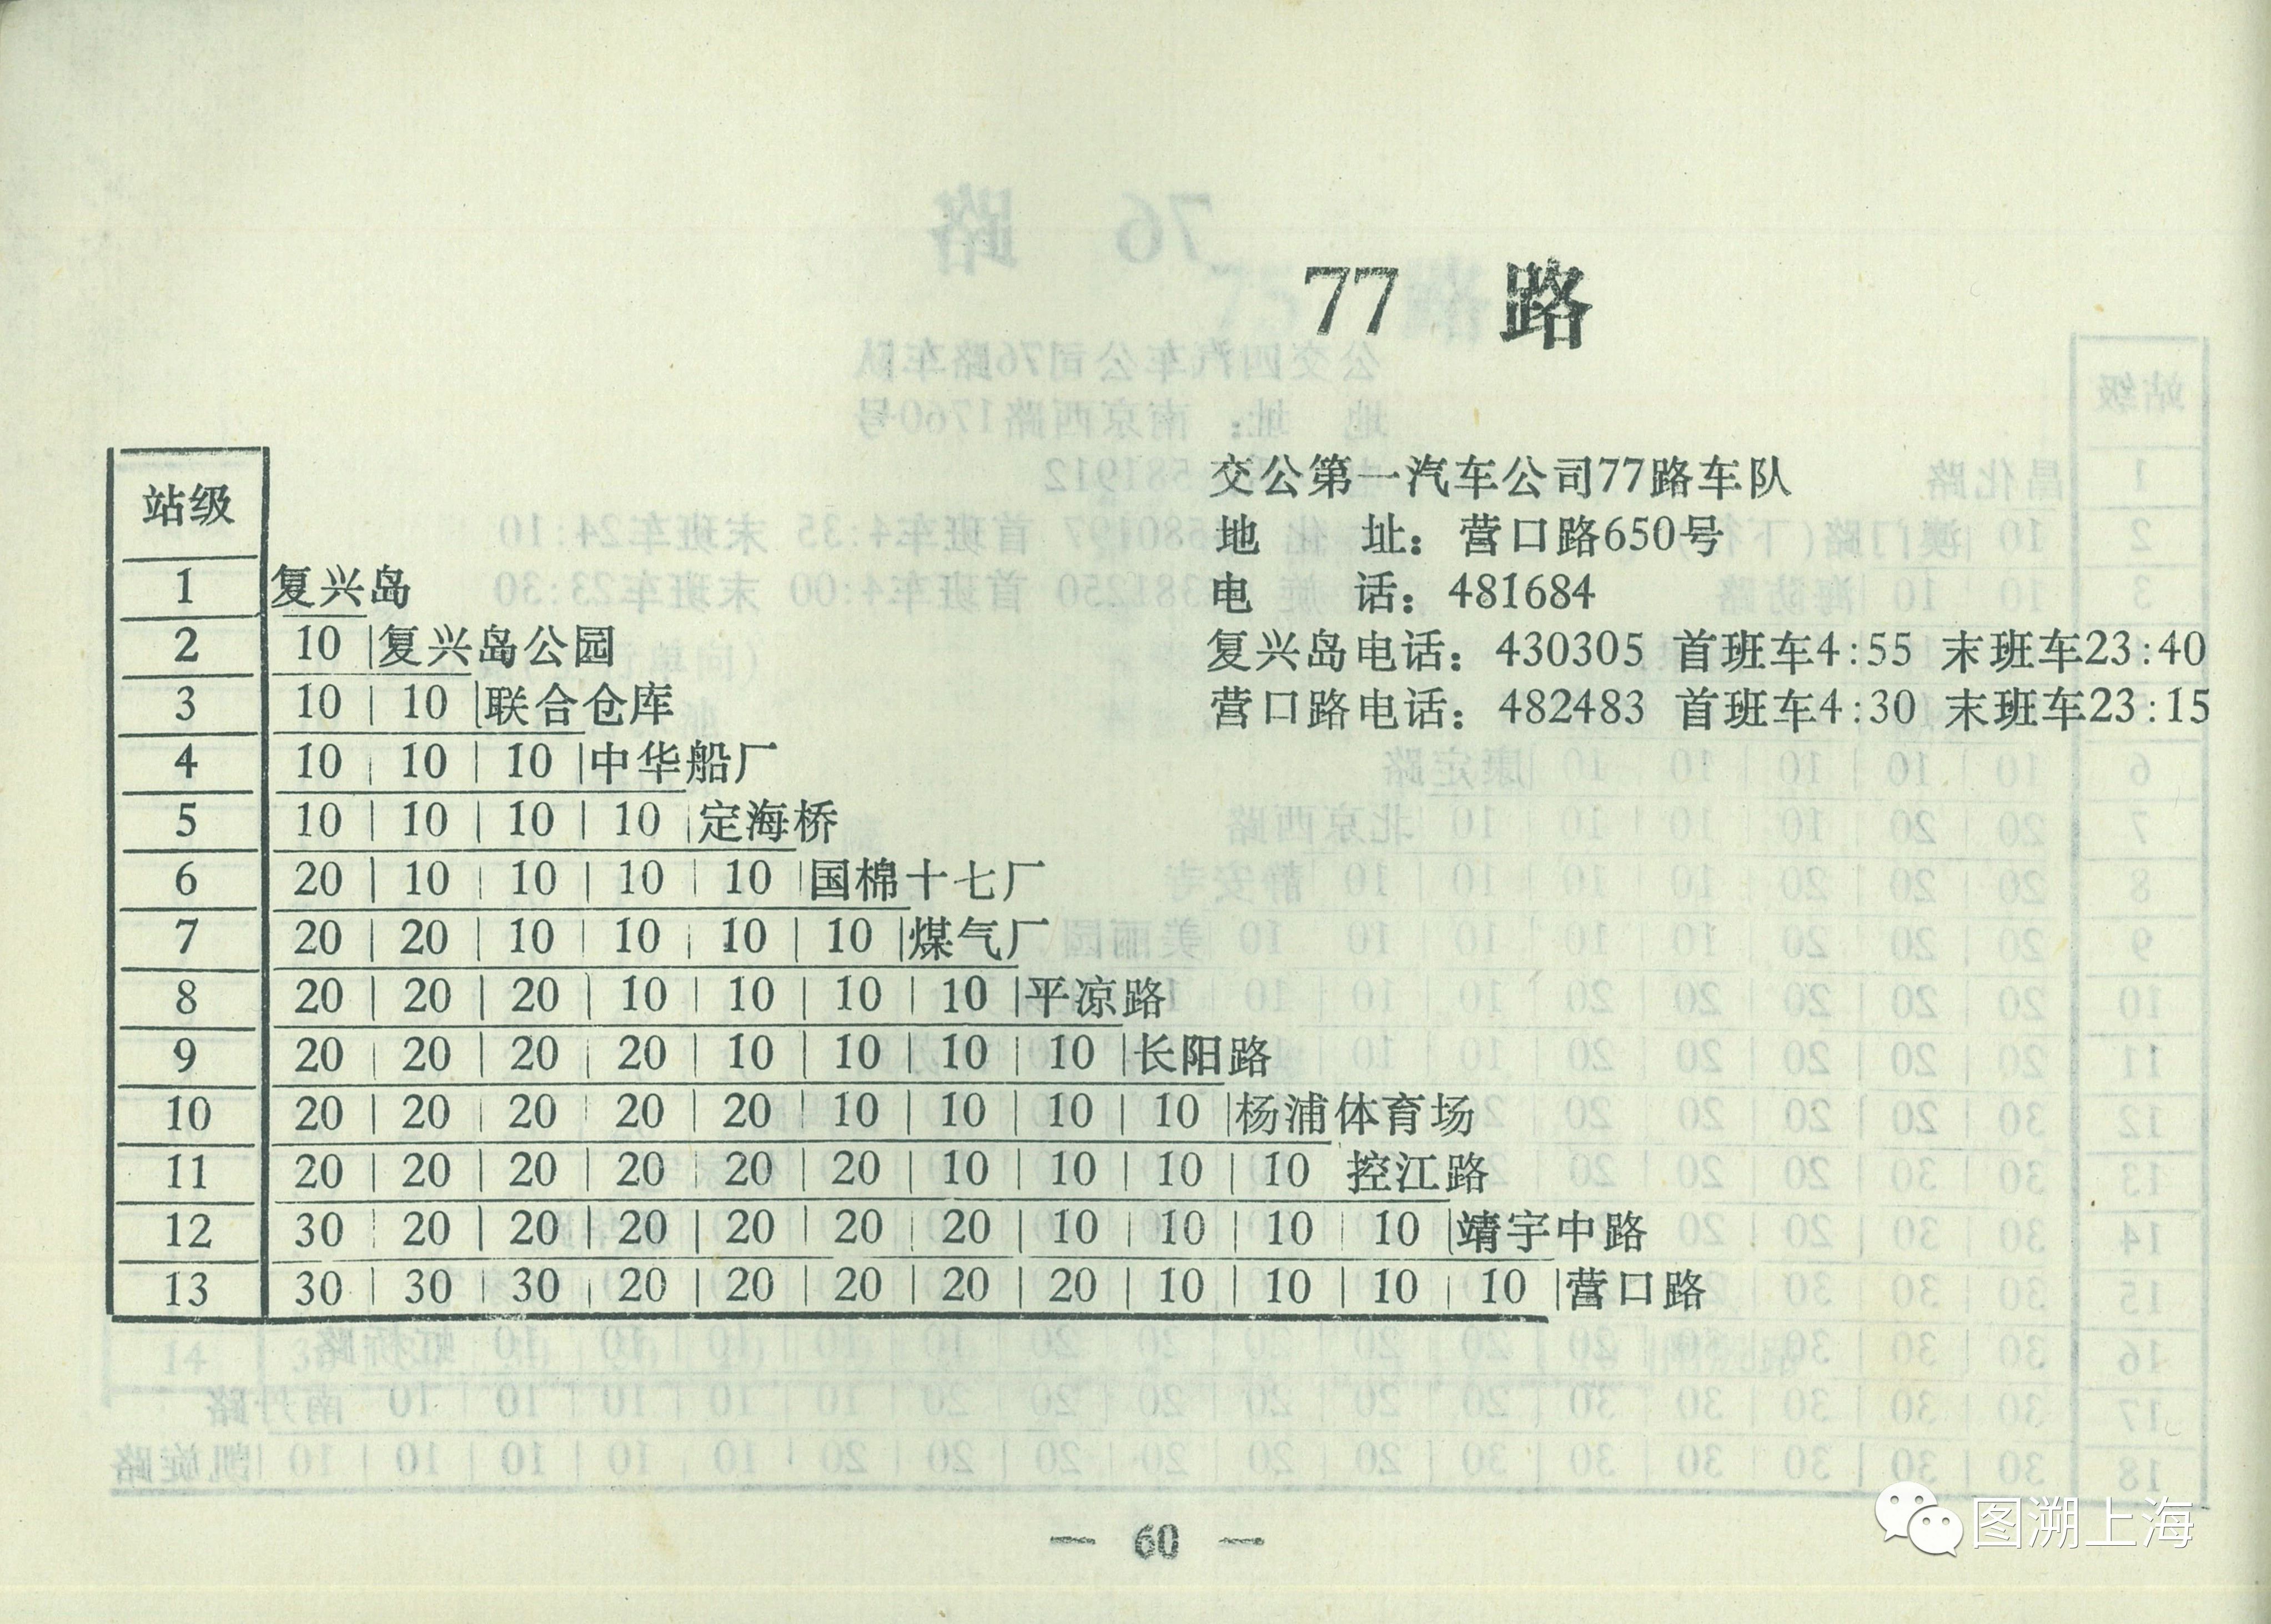 77 路
交公第一汽车公司77路车队
地 址：营口路650号
电 话：481684
复兴岛电话：430305 首班车4:55 末班车23:40
营口路电话：482483 首班车4:30 末班车23:15
站级
1 复兴岛
2 10 复兴岛公园
3 10 10 联合仓库
4 10 10 10 中华船厂
5 10 10 10 10 定海桥
6 20 10 10 10 10 国棉十七厂
7 20 20 10 10 10 10 煤气厂
8 20 20 20 10 10 10 10 平凉路
9 20 20 20 20 10 10 10 10 长阳路
10 20 20 20 20 20 10 10 10 10 杨浦体育场
11 20 20 20 20 20 20 10 10 10 10 控江路
12 30 20 20 20 20 20 20 10 10 10 10 靖宇中路
13 30 30 30 20 20 20 20 20 10 10 10 10 营口路
— 60 —
图溯上海